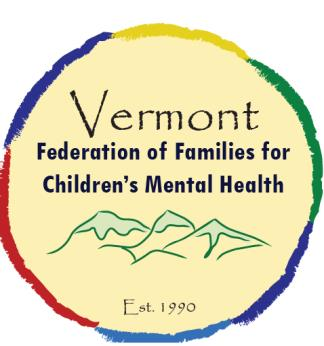 Vermont
Federation of Families for
Children's Mental Health
Est. 1990